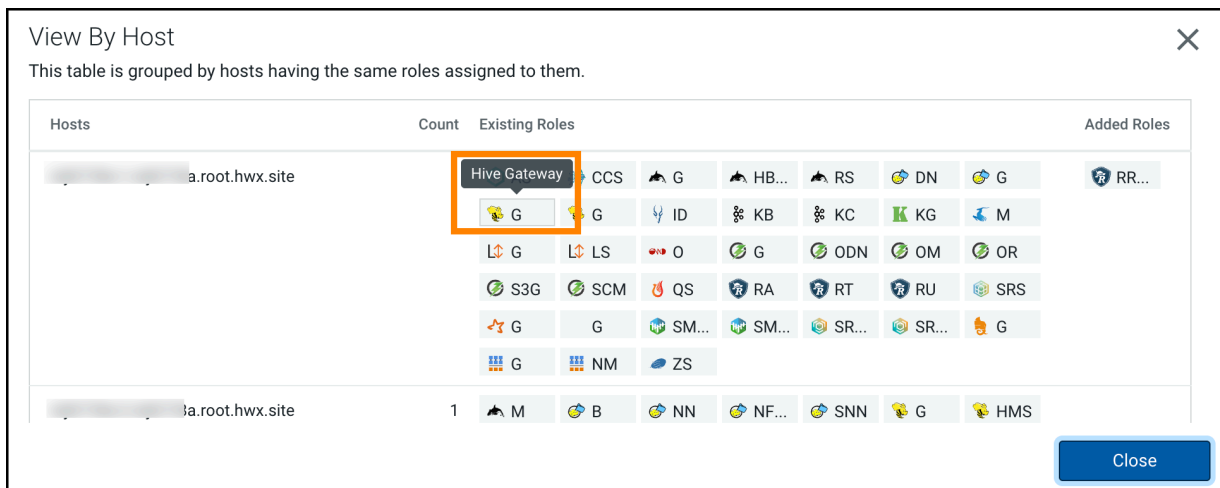 View By Host
This table is grouped by hosts having the same roles assigned to them.
Hosts Count Existing Roles Added Roles
a.root.hwx.site Hive Gateway CCS G HB... RS DN G RR...
G G ID KB KC KG M
G LS O G ODN OM OR
S3G SCM QS RA RT RU SRS
G G SM... SM... SR... SR... G
G NM ZS
a.root.hwx.site 1 M B NN NF... SNN G HMS
Close